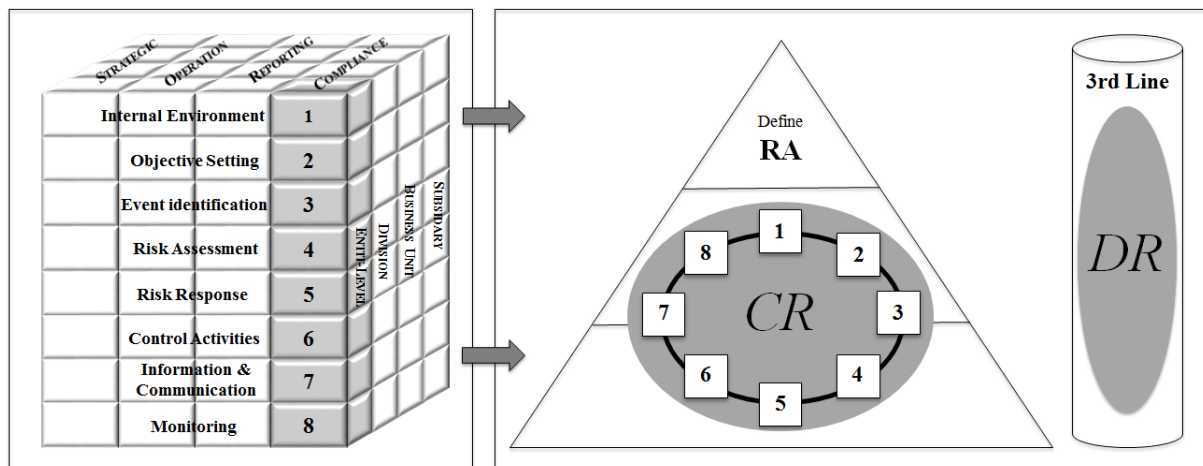 STRATEGIC
OPERATION
REPORTING
COMPLIANCE
Internal Environment 1
Objective Setting 2
Event identification 3
Risk Assessment 4
Risk Response 5
Control Activities 6
Information &
Communication 7
Monitoring 8
ENTITI-LEVEL
DIVISION
BUSINESS UNIT
SUBSIDARY
Define
RA
CR
1
2
3
4
5
6
7
8
3rd Line
DR